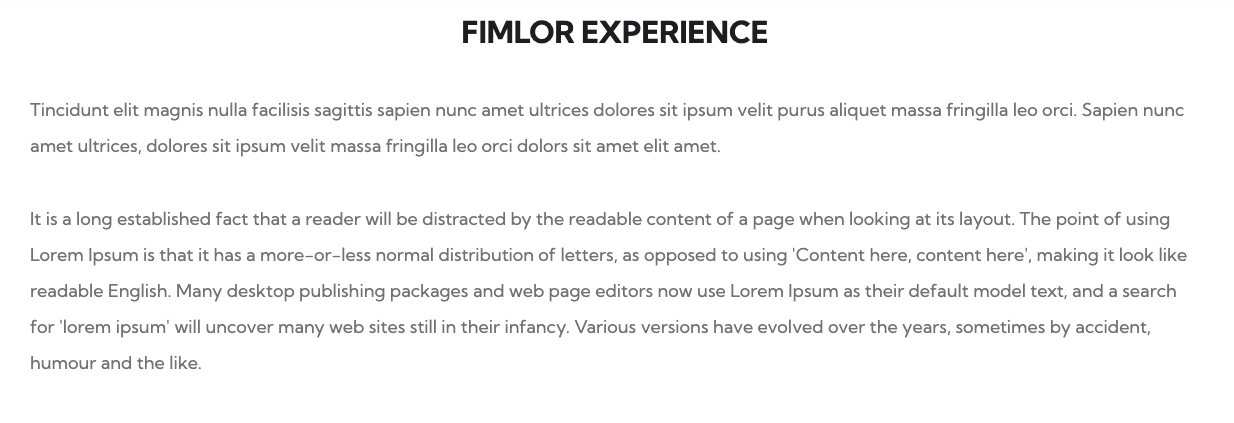 FIMLOR EXPERIENCE
Tincidunt elit magnis nulla facilisis sagittis sapien nunc amet ultrices dolores sit ipsum velit purus aliquet massa fringilla leo orci. Sapien nunc
amet ultrices, dolores sit ipsum velit massa fringilla leo orci dolors sit amet elit amet.
It is a long established fact that a reader will be distracted by the readable content of a page when looking at its layout. The point of using
Lorem Ipsum is that it has a more-or-less normal distribution of letters, as opposed to using 'Content here, content here', making it look like
readable English. Many desktop publishing packages and web page editors now use Lorem Ipsum as their default model text, and a search
for 'lorem ipsum' will uncover many web sites still in their infancy. Various versions have evolved over the years, sometimes by accident,
humour and the like.